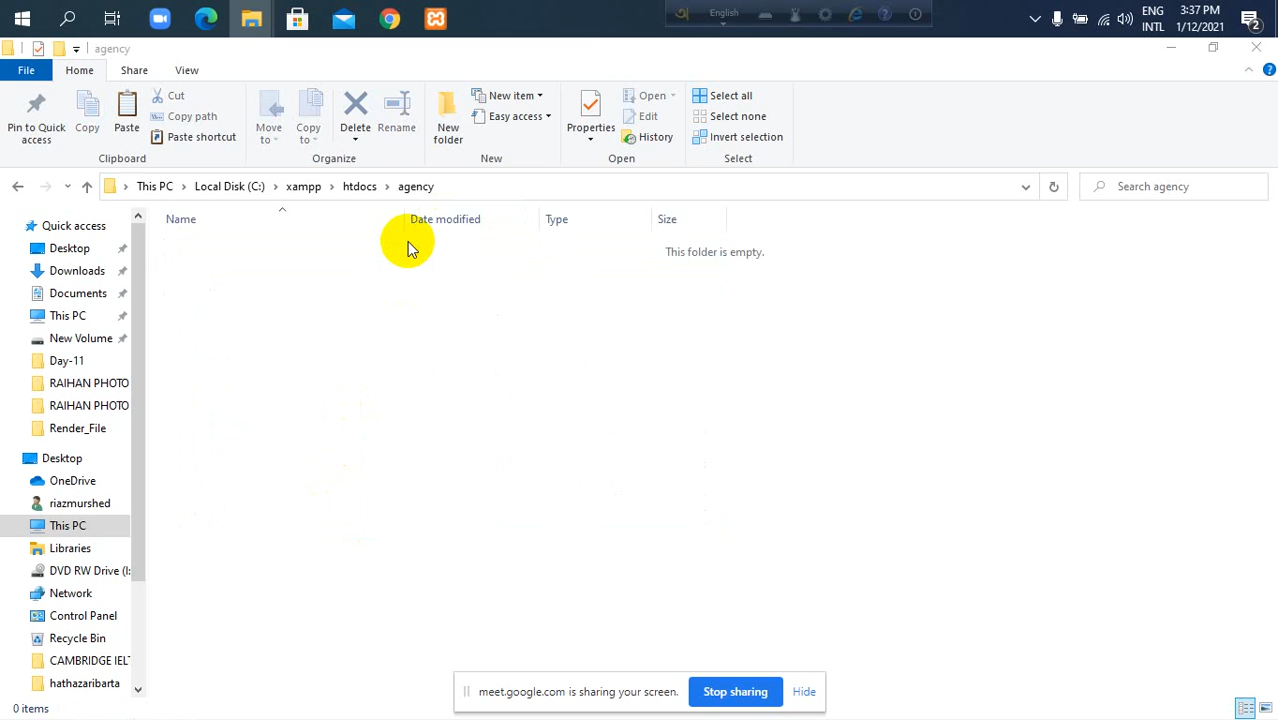 English
3:37 PM
ENG
INTL
1/12/2021
2
agency
File
Home
Share
View
Pin to Quick access
Copy
Paste
Cut
Copy path
Paste shortcut
Clipboard
Move to
Copy to
Delete
Rename
Organize
New folder
New item
Easy access
New
Properties
Open
Edit
History
Open
Select all
Select none
Invert selection
Select
This PC
Local Disk (C:)
xampp
htdocs
agency
Search agency
Name
Date modified
Type
Size
This folder is empty.
Quick access
Desktop
Downloads
Documents
This PC
New Volume
Day-11
RAIHAN PHOTO
RAIHAN PHOTO
Render_File
Desktop
OneDrive
riazmurshed
This PC
Libraries
DVD RW Drive (I:
Network
Control Panel
Recycle Bin
CAMBRIDGE IELT
hathazaribarta
meet.google.com is sharing your screen.
Stop sharing
Hide
0 items